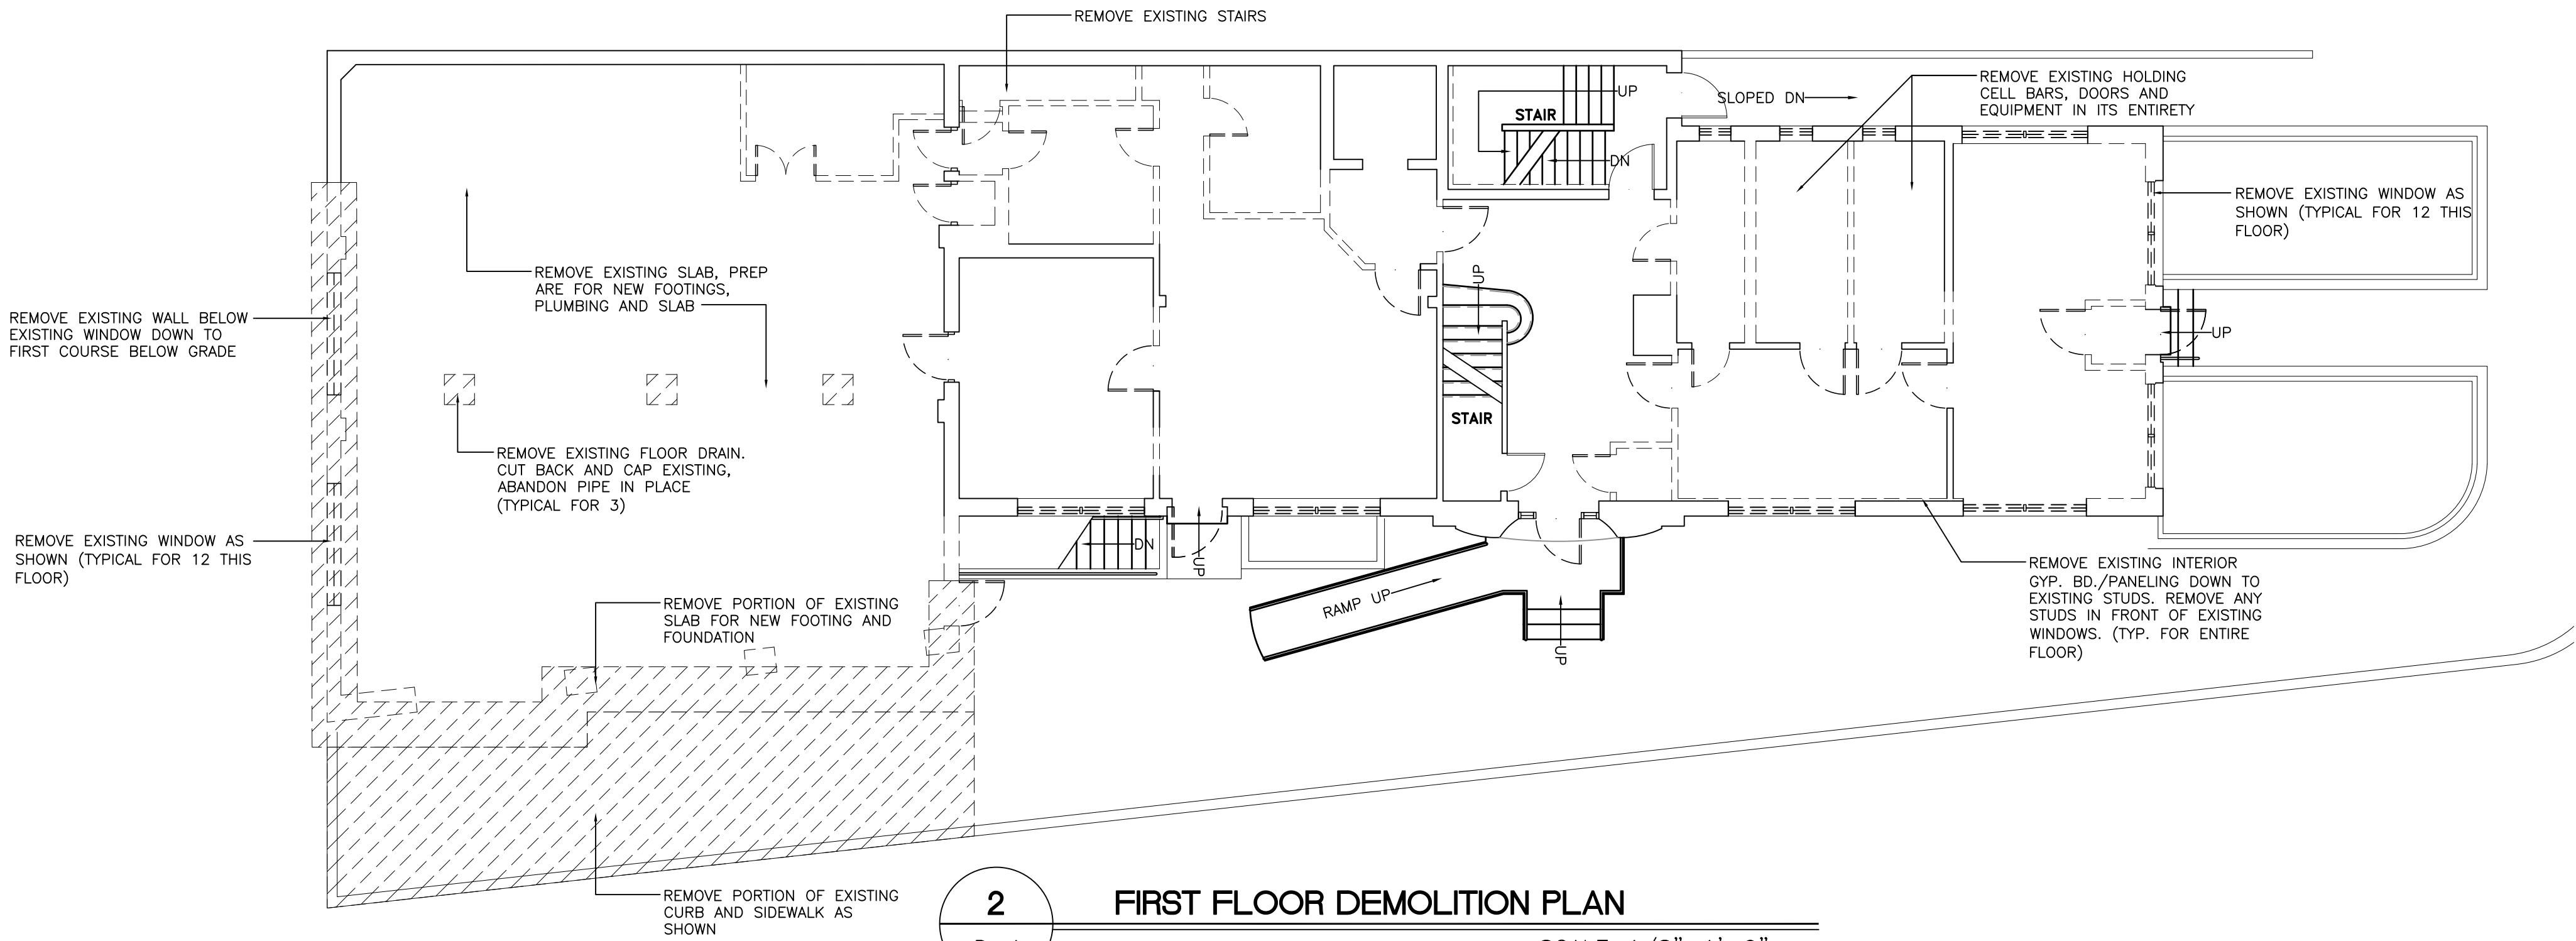 REMOVE EXISTING STAIRS
REMOVE EXISTING HOLDING
CELL BARS, DOORS AND
EQUIPMENT IN ITS ENTIRETY
UP
SLOPED DN
STAIR
DN
REMOVE EXISTING WINDOW AS
SHOWN (TYPICAL FOR 12 THIS
FLOOR)
REMOVE EXISTING SLAB, PREP
ARE FOR NEW FOOTINGS,
PLUMBING AND SLAB
UP
REMOVE EXISTING WALL BELOW
EXISTING WINDOW DOWN TO
FIRST COURSE BELOW GRADE
UP
STAIR
REMOVE EXISTING FLOOR DRAIN.
CUT BACK AND CAP EXISTING,
ABANDON PIPE IN PLACE
(TYPICAL FOR 3)
REMOVE EXISTING WINDOW AS
SHOWN (TYPICAL FOR 12 THIS
FLOOR)
DN
UP
REMOVE EXISTING INTERIOR
GYP. BD./PANELING DOWN TO
EXISTING STUDS. REMOVE ANY
STUDS IN FRONT OF EXISTING
WINDOWS. (TYP. FOR ENTIRE
FLOOR)
RAMP UP
UP
REMOVE PORTION OF EXISTING
SLAB FOR NEW FOOTING AND
FOUNDATION
REMOVE PORTION OF EXISTING
CURB AND SIDEWALK AS
SHOWN
2
FIRST FLOOR DEMOLITION PLAN